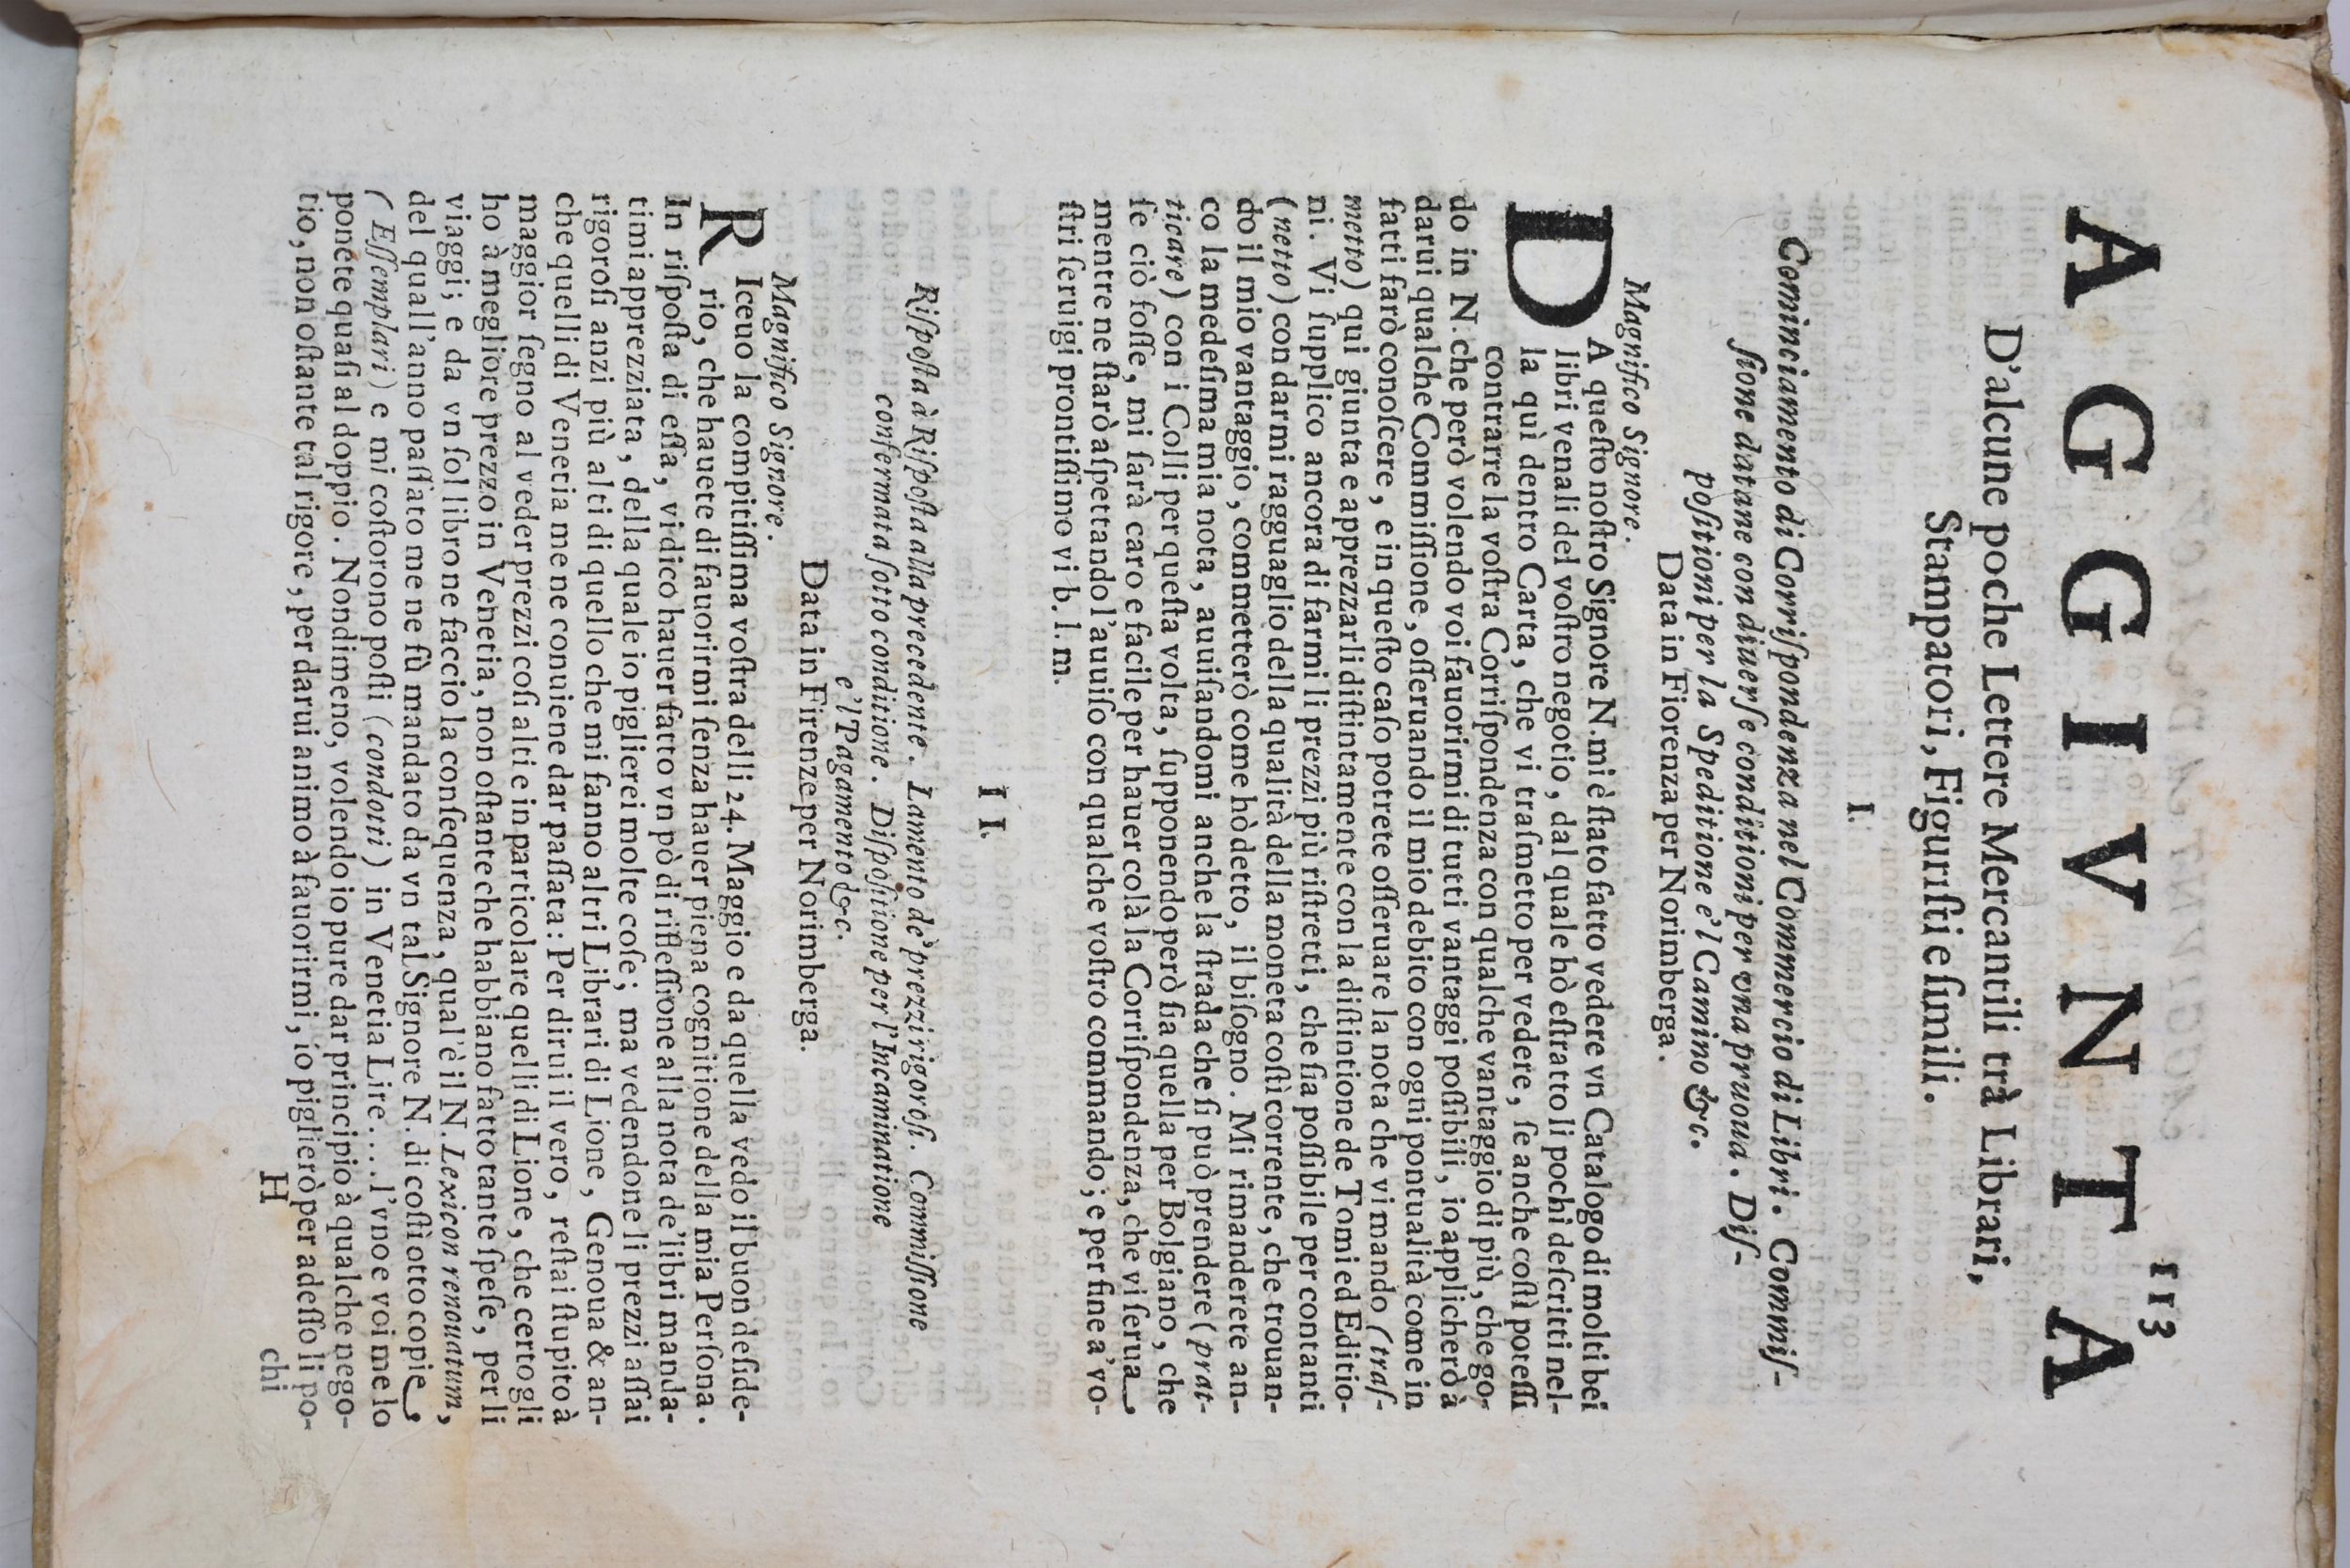 113
AGGIVNTA
D'alcune poche Lettere Mercantili trà Librari,
Stampatori, Figuriſti e ſimili.
I.
Cominciamento di Corriſpondenza nel Commercio di Libri. Commiſ-
ſione datane con diuerſe conditioni per vna pruoua. Diſ-
poſitioni per la Speditione e'l Camino &c.
Data in Fiorenza per Norimberga.
Magnifico Signore.
DA queſto noſtro Signore N. mi è ſtato fatto vedere vn Catalogo di molti bei
libri venali del voſtro negotio, dal quale hò eſtratto li pochi deſcritti nel-
la quì dentro Carta, che vi traſmetto per vedere, ſe anche coſtì poteſſi
contrarre la voſtra Corriſpondenza con qualche vantaggio di più, che go-
do in N. che però volendo voi fauorirmi di tutti vantaggi poſſibili, io applicherò à
darui qualche Commiſſione, oſſeruando il mio debito con ogni pontualità come in
fatti farò conoſcere, e in queſto caſo potrete oſſeruare la nota che vi mando (traſ-
metto) qui giunta e apprezzarli diſtintamente con la diſtintione de Tomi ed Editio-
ni. Vi ſupplico ancora di farmi li prezzi più riſtretti, che ſia poſſibile per contanti
(netto) con darmi ragguaglio della qualità della moneta coſtì corrente, che trouan-
do il mio vantaggio, commetterò come hò detto, il biſogno. Mi rimanderete an-
co la medeſima mia nota, auuiſandomi anche la ſtrada che ſi può prendere (prat-
ticare) con i Colli per queſta volta, ſupponendo però ſia quella per Bolgiano, che
ſe ciò foſſe, mi ſarà caro e facile per hauer colà la Corriſpondenza, che vi ſerua,
mentre ne ſtarò aſpettando l'auuiſo con qualche voſtro commando; e per fine a' vo-
ſtri ſeruigi prontiſſimo vi b. l. m.
II.
Riſpoſta à Riſpoſta alla precedente. Lamento de' prezzi rigoroſi. Commiſſione
confermata ſotto conditione. Diſpoſitione per l'Incaminatione
e'l Pagamento &c.
Data in Firenze per Norimberga.
Magnifico Signore.
RIceuo la compitiſſima voſtra delli 24. Maggio e da quella vedo il buon deſide-
rio, che hauete di fauorirmi ſenza hauer piena cognitione della mia Perſona.
In riſpoſta di eſſa, vi dico hauer fatto vn pò di rifleſſione alla nota de' libri manda-
timi apprezziata, della quale io piglierei molte coſe; ma vedendone li prezzi aſſai
rigoroſi anzi più alti di quello che mi fanno altri Librari di Lione, Genoua & an-
che quelli di Venetia me ne conuiene dar paſſata: Per dirui il vero, reſtai ſtupito à
maggior ſegno al veder prezzi coſi alti e in particolare quelli di Lione, che certo gli
ho à megliore prezzo in Venetia, non oſtante che habbiano fatto tante ſpeſe, per li
viaggi; e da vn ſol libro ne faccio la conſequenza, qual'è il N. Lexicon renouatum,
del quall'anno paſſato me ne fù mandato da vn tal Signore N. di coſtì otto copie,
(Eſſemplari) e mi coſtorono poſti (condotti) in Venetia Lire . . . . l'vno e voi me lo
ponete quaſi al doppio. Nondimeno, volendo io pure dar principio à qualche nego-
tio, non oſtante tal rigore, per darui animo à fauorirmi, io piglierò per adeſſo li po-
H
chi